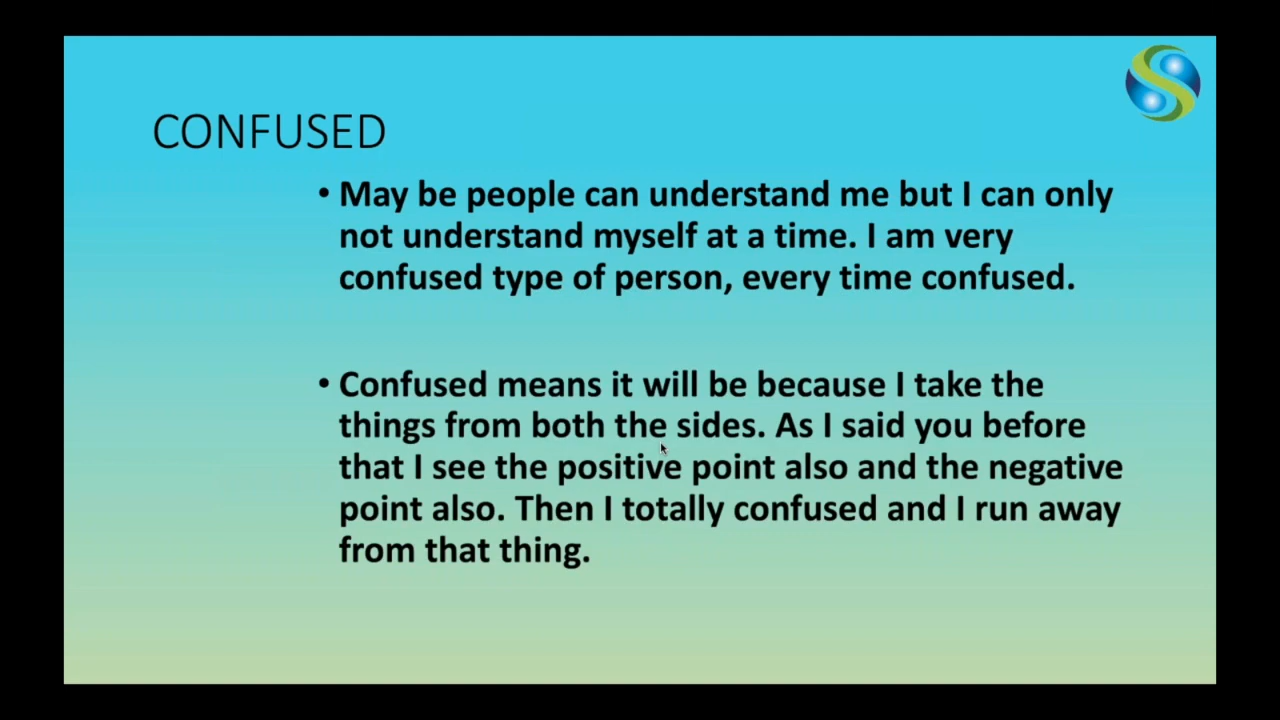 CONFUSED
• May be people can understand me but I can only
not understand myself at a time. I am very
confused type of person, every time confused.
• Confused means it will be because I take the
things from both the sides. As I said you before
that I see the positive point also and the negative
point also. Then I totally confused and I run away
from that thing.